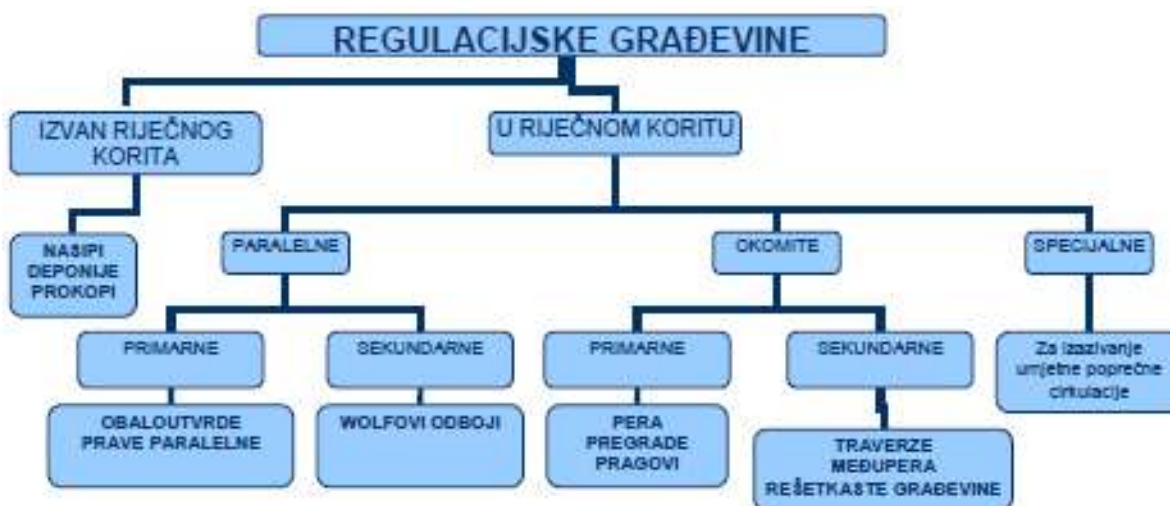 REGULACIJSKE GRAĐEVINE
IZVAN RIJEČNOG
KORITA
U RIJEČNOM KORITU
NASIPI
DEPONIJE
PROKOPI
PARALELNE
OKOMITE
SPECIJALNE
PRIMARNE
SEKUNDARNE
PRIMARNE
SEKUNDARNE
Za izazivanje
umjetne poprečne
cirkulacije
OBALOUTVRDE
PRAVE PARALELNE
WOLFOVI ODBOJI
PERA
PREGRADE
PRAGOVI
TRAVERZE
MEĐUPERA
REŠETKASTE GRAĐEVINE